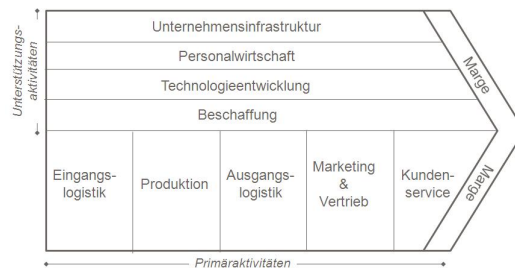 Unternehmensinfrastruktur
Personalwirtschaft
Technologieentwicklung
Beschaffung
Unterstützungs-
aktivitäten
Marge
Eingangs-
logistik
Produktion
Ausgangs-
logistik
Marketing
&
Vertrieb
Kunden-
service
Marge
Primäraktivitäten